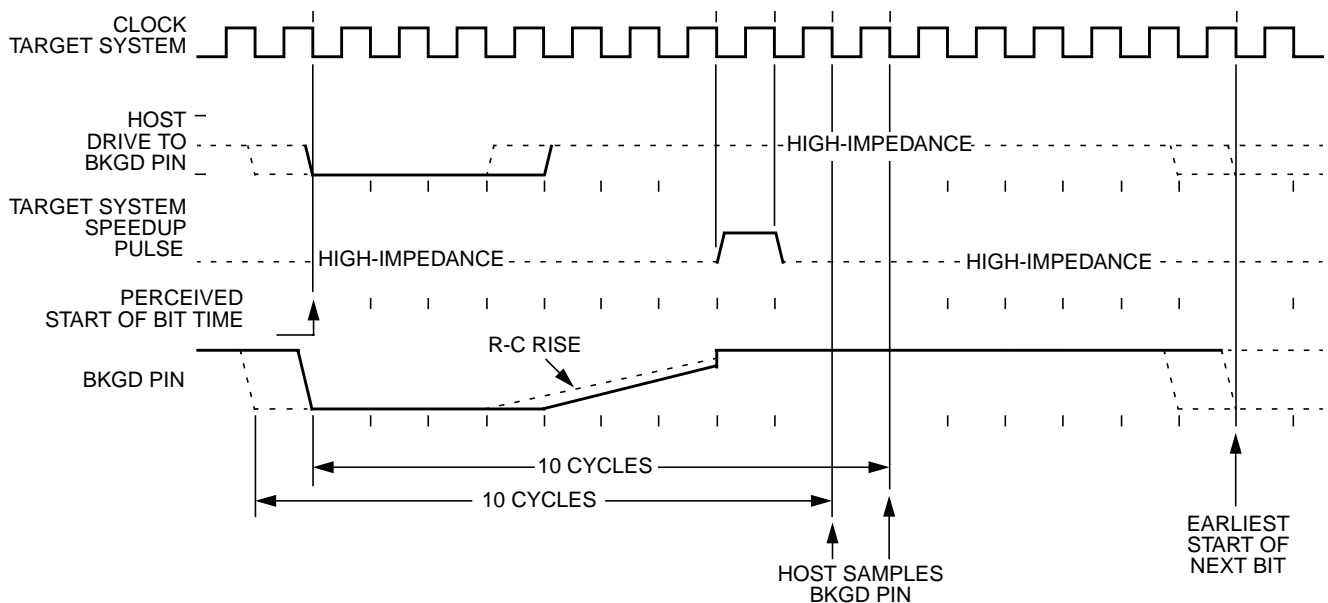 CLOCK
TARGET SYSTEM
HOST
DRIVE TO
BKGD PIN
HIGH-IMPEDANCE
TARGET SYSTEM
SPEEDUP
PULSE
HIGH-IMPEDANCE
HIGH-IMPEDANCE
PERCEIVED
START OF BIT TIME
R-C RISE
BKGD PIN
10 CYCLES
10 CYCLES
EARLIEST
START OF
NEXT BIT
HOST SAMPLES
BKGD PIN